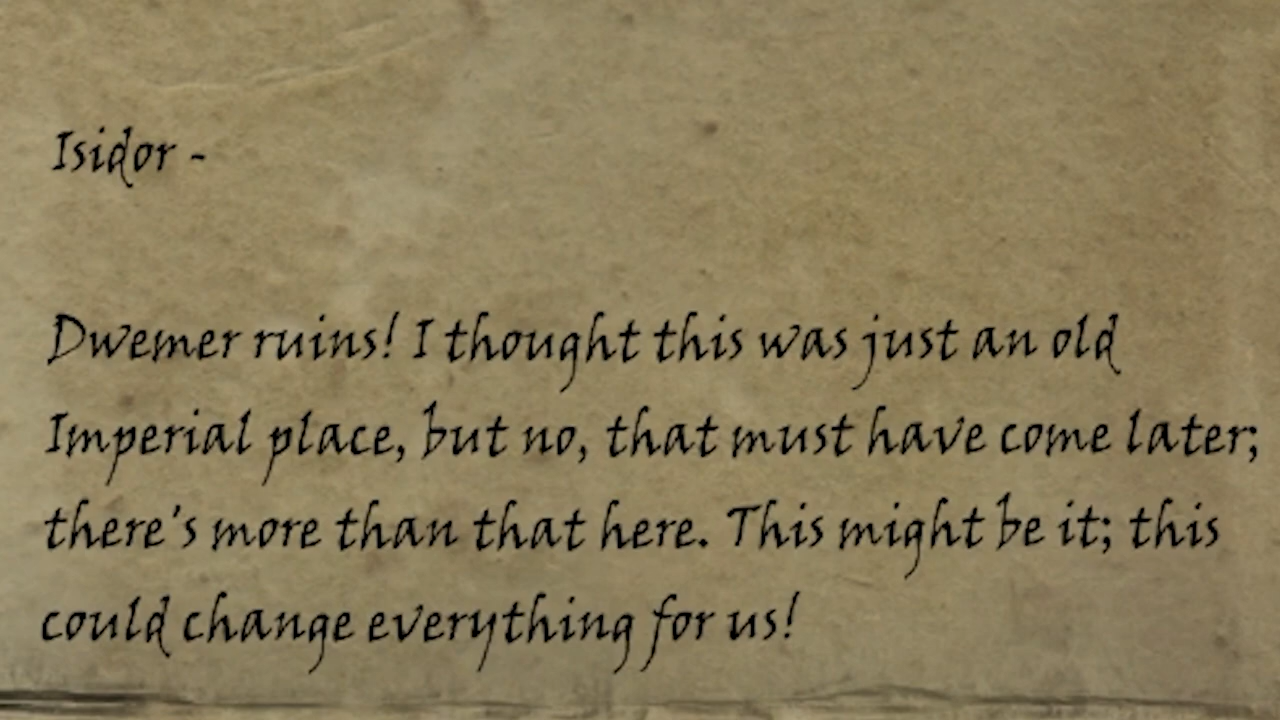 Isidor -
Dwemer ruins! I thought this was just an old
Imperial place, but no, that must have come later;
there's more than that here. This might be it; this
could change everything for us!